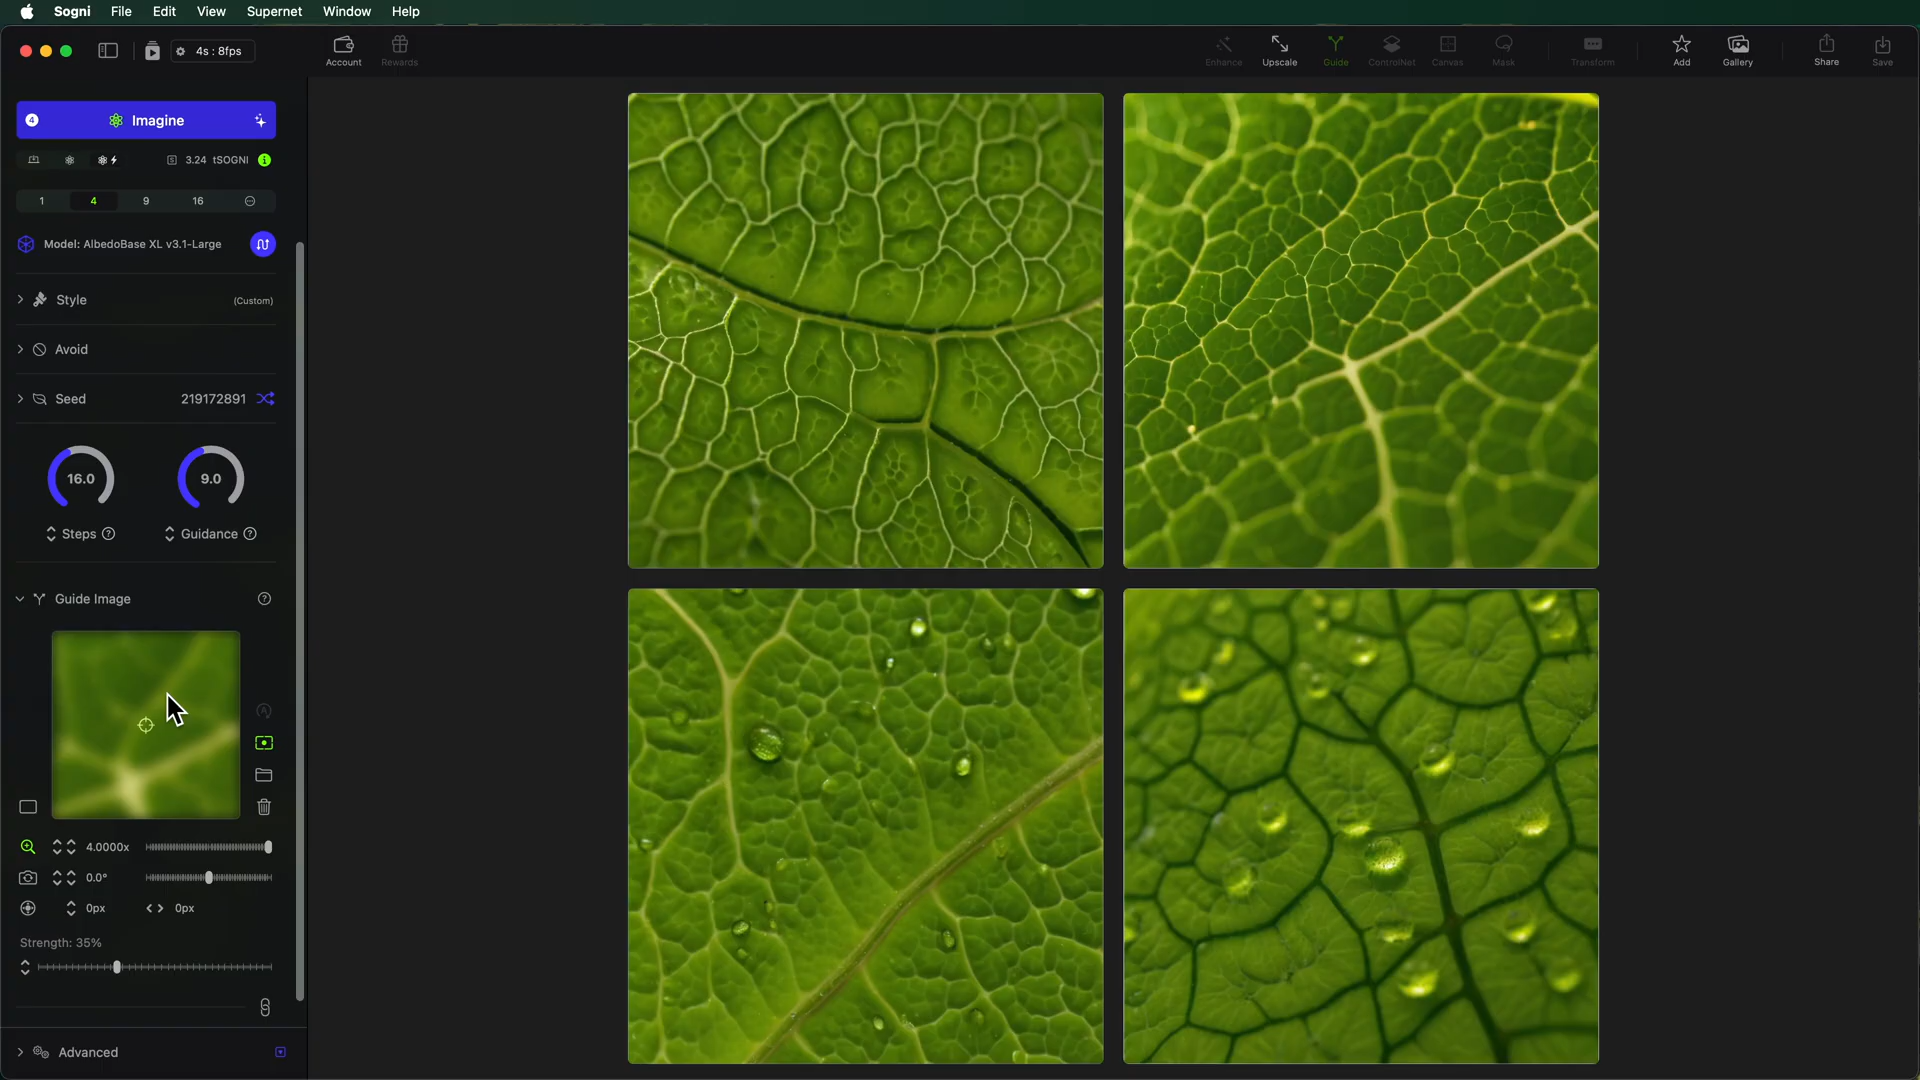 Sogni File Edit View Supernet Window Help
4s : 8fps
Account
Rewards
Enhance
Upscale
Guide
ControlNet
Canvas
Mask
Transform
Add
Gallery
Share
Save
4 Imagine
3.24 tSOGNI
1 4 9 16
Model: AlbedoBase XL v3.1-Large
Style (Custom)
Avoid
Seed 219172891
16.0 9.0
Steps Guidance
Guide Image
4.0000x
0.0°
0px 0px
Strength: 35%
Advanced